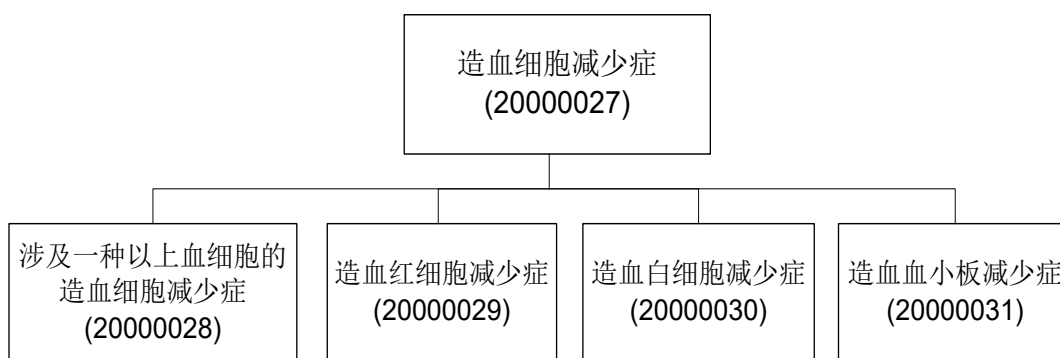 造血细胞减少症
(20000027)
涉及一种以上血细胞的
造血细胞减少症
(20000028)
造血红细胞减少症
(20000029)
造血白细胞减少症
(20000030)
造血血小板减少症
(20000031)